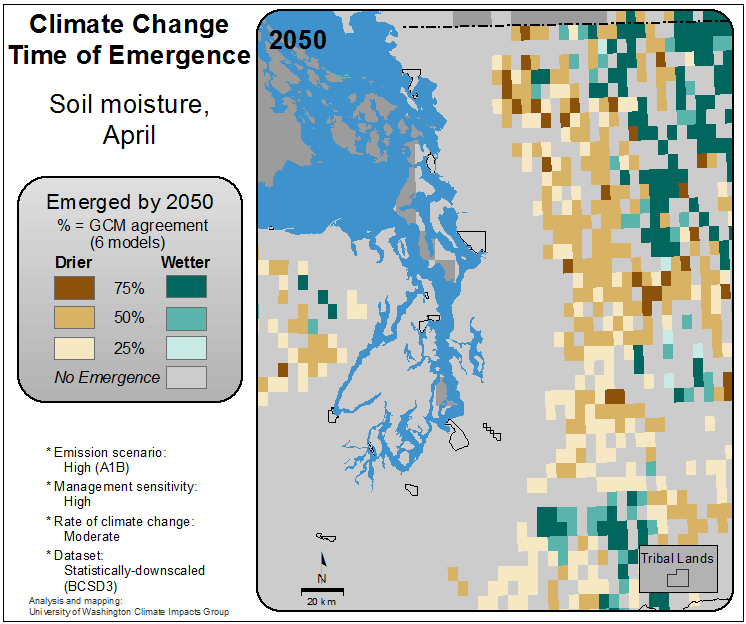 Climate Change
Time of Emergence
Soil moisture,
April
Emerged by 2050
% = GCM agreement
(6 models)
Drier Wetter
75%
50%
25%
No Emergence
* Emission scenario:
High (A1B)
* Management sensitivity:
High
* Rate of climate change:
Moderate
* Dataset:
Statistically-downscaled
(BCSD3)
Analysis and mapping:
University of Washington Climate Impacts Group
2050
N
20 km
Tribal Lands